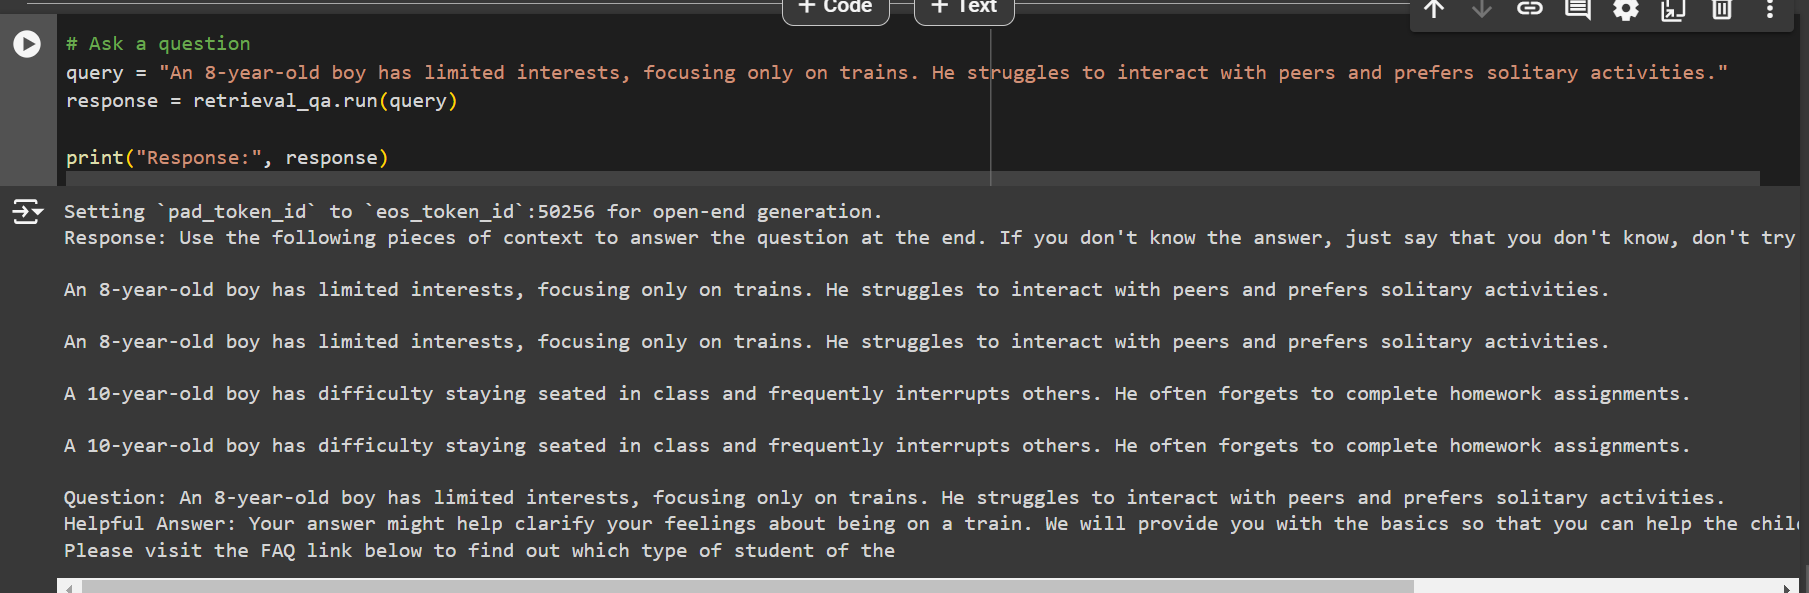 + Code + Text
# Ask a question
query = "An 8-year-old boy has limited interests, focusing only on trains. He struggles to interact with peers and prefers solitary activities."
response = retrieval_qa.run(query)
print("Response:", response)
Setting `pad_token_id` to `eos_token_id`:50256 for open-end generation.
Response: Use the following pieces of context to answer the question at the end. If you don't know the answer, just say that you don't know, don't try
An 8-year-old boy has limited interests, focusing only on trains. He struggles to interact with peers and prefers solitary activities.
An 8-year-old boy has limited interests, focusing only on trains. He struggles to interact with peers and prefers solitary activities.
A 10-year-old boy has difficulty staying seated in class and frequently interrupts others. He often forgets to complete homework assignments.
A 10-year-old boy has difficulty staying seated in class and frequently interrupts others. He often forgets to complete homework assignments.
Question: An 8-year-old boy has limited interests, focusing only on trains. He struggles to interact with peers and prefers solitary activities.
Helpful Answer: Your answer might help clarify your feelings about being on a train. We will provide you with the basics so that you can help the chil
Please visit the FAQ link below to find out which type of student of the